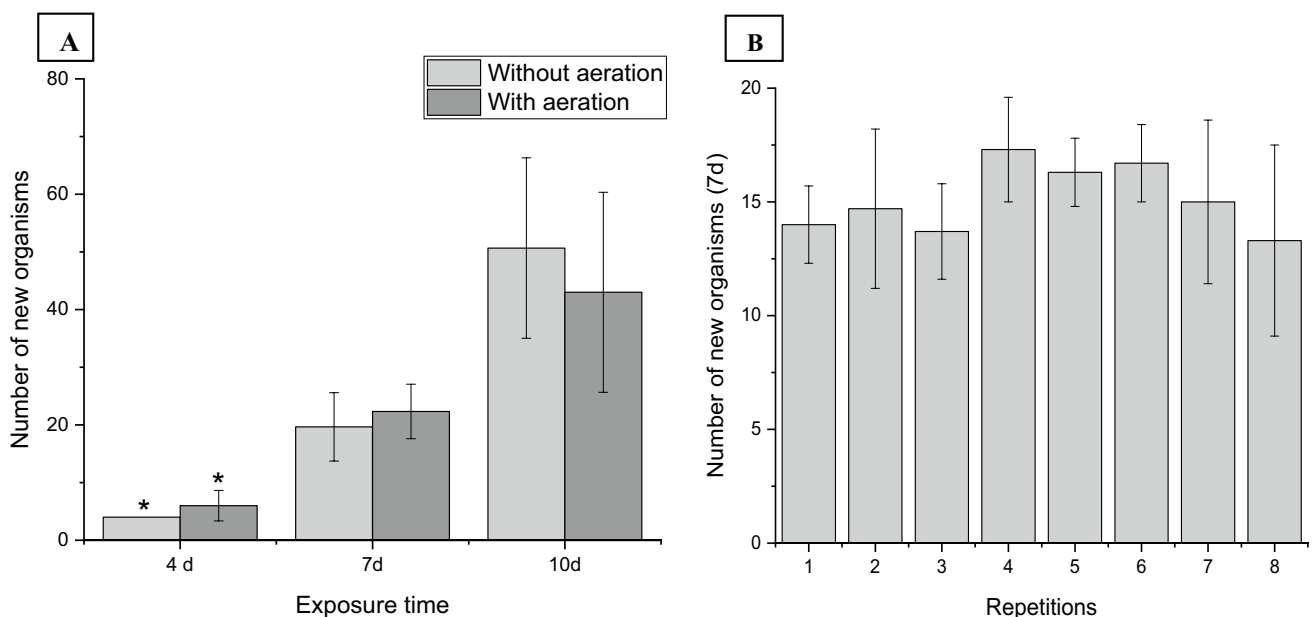 A
Number of new organisms
80
60
40
20
0
Without aeration
With aeration
*
*
4 d
7d
10d
Exposure time
B
Number of new organisms (7d)
20
15
10
5
0
1
2
3
4
5
6
7
8
Repetitions